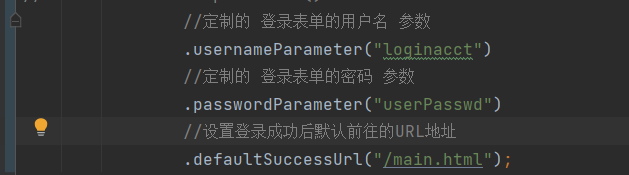 //定制的 登录表单的用户名 参数
.usernameParameter("loginacct")
//定制的 登录表单的密码 参数
.passwordParameter("userPasswd")
//设置登录成功后默认前往的URL地址
.defaultSuccessUrl("/main.html");